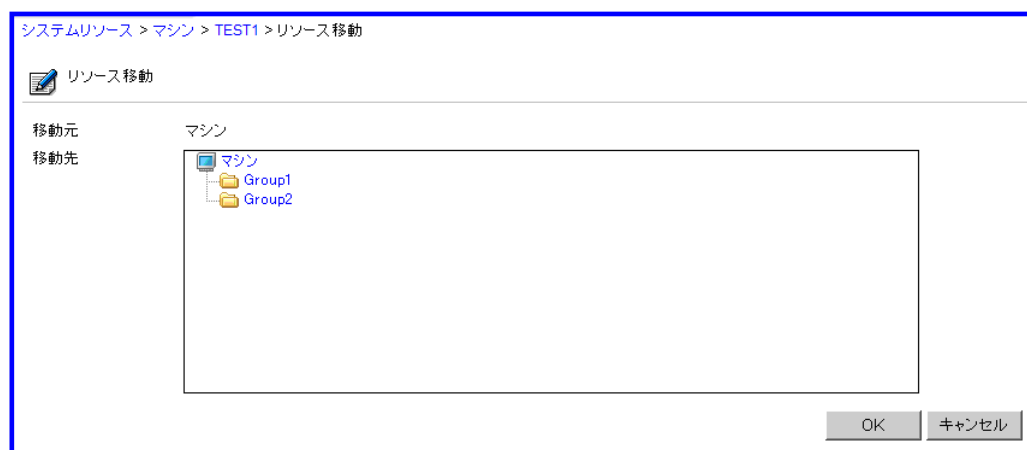 システムリソース > マシン > TEST1 > リソース移動
リソース移動
移動元 マシン
移動先
マシン
Group1
Group2
OK キャンセル